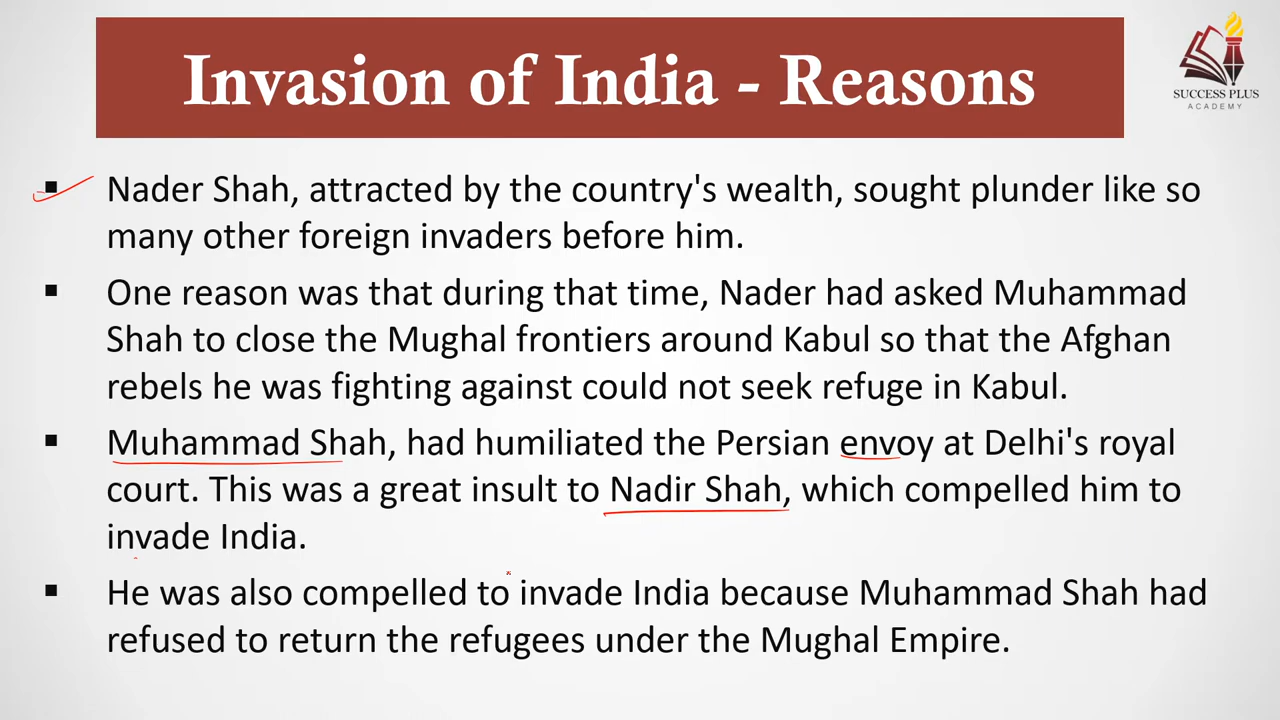 Invasion of India - Reasons
SUCCESS PLUS
ACADEMY
▪ Nader Shah, attracted by the country's wealth, sought plunder like so
many other foreign invaders before him.
▪ One reason was that during that time, Nader had asked Muhammad
Shah to close the Mughal frontiers around Kabul so that the Afghan
rebels he was fighting against could not seek refuge in Kabul.
▪ Muhammad Shah, had humiliated the Persian envoy at Delhi's royal
court. This was a great insult to Nadir Shah, which compelled him to
invade India.
▪ He was also compelled to invade India because Muhammad Shah had
refused to return the refugees under the Mughal Empire.